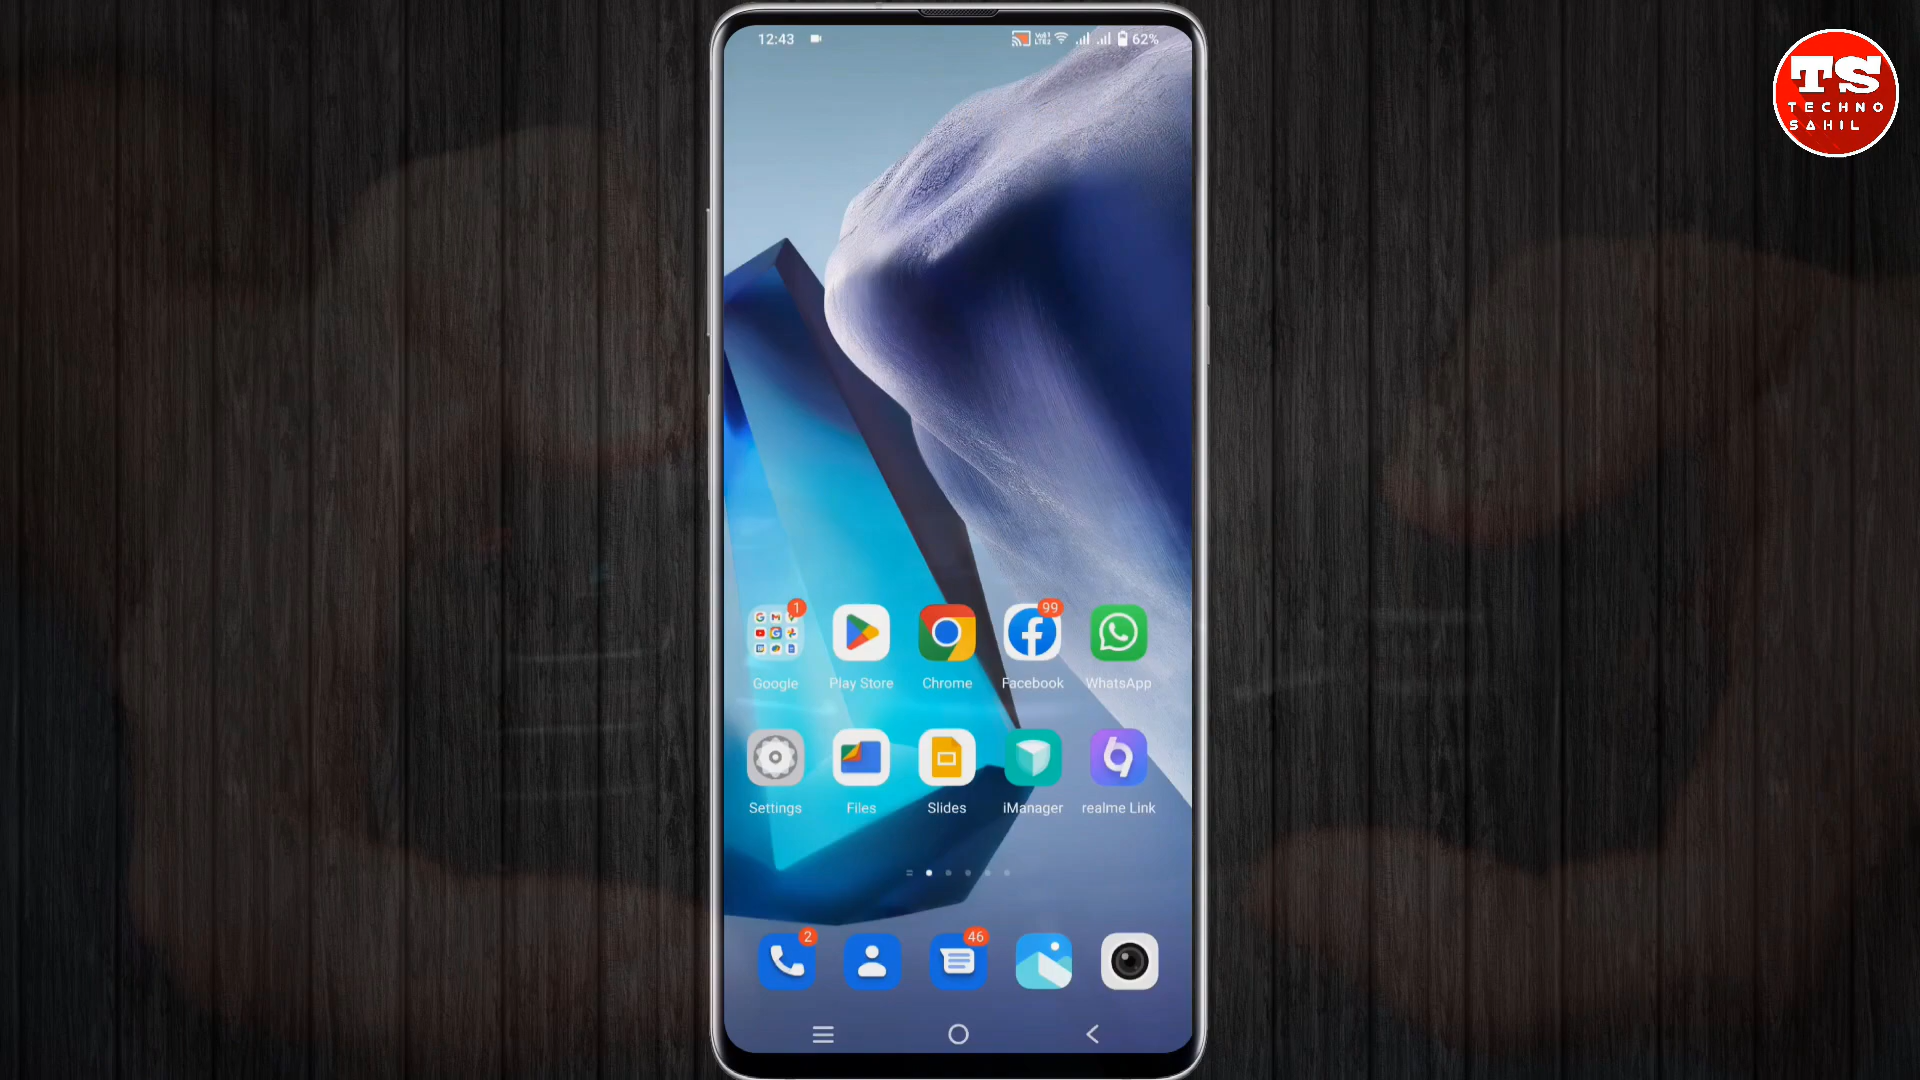 12:43
62%
TS
TECHNO
SAHIL
1
99
Google
Play Store
Chrome
Facebook
WhatsApp
Settings
Files
Slides
iManager
realme Link
2
46